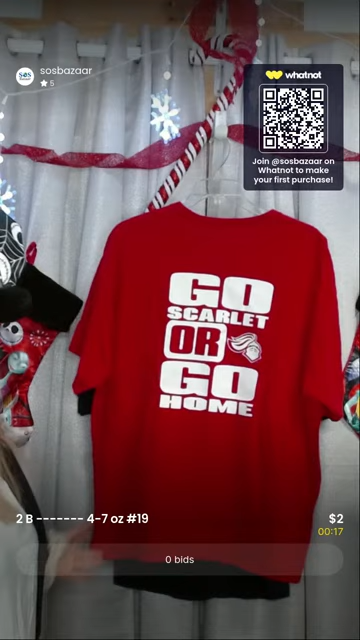 sosbazaar
SOS
★ 5
whatnot
Join @sosbazaar on
Whatnot to make
your first purchase!
GO
SCARLET
OR
GO
HOME
2 B ------- 4-7 oz #19
$2
00:17
0 bids